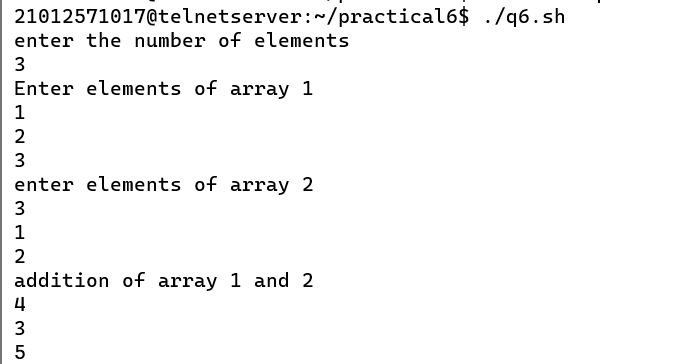 21012571017@telnetserver:~/practical6$ ./q6.sh
enter the number of elements
3
Enter elements of array 1
1
2
3
enter elements of array 2
3
1
2
addition of array 1 and 2
4
3
5